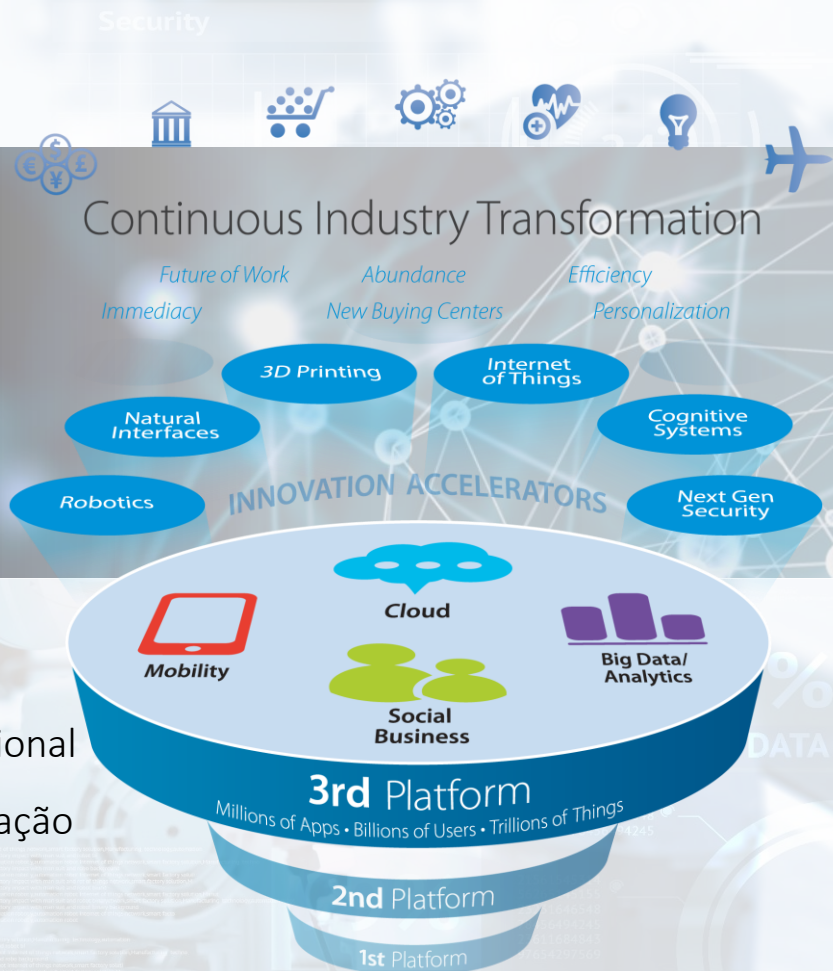 Security
Continuous Industry Transformation
Future of Work Abundance Efficiency
Immediacy New Buying Centers Personalization
3D Printing
Internet
of Things
Natural
Interfaces
Cognitive
Systems
Robotics
INNOVATION ACCELERATORS
Next Gen
Security
Cloud
Mobility
Big Data/
Analytics
Social
Business
ional
ação
%
DATA
3rd Platform
Millions of Apps • Billions of Users • Trillions of Things
2nd Platform
1st Platform